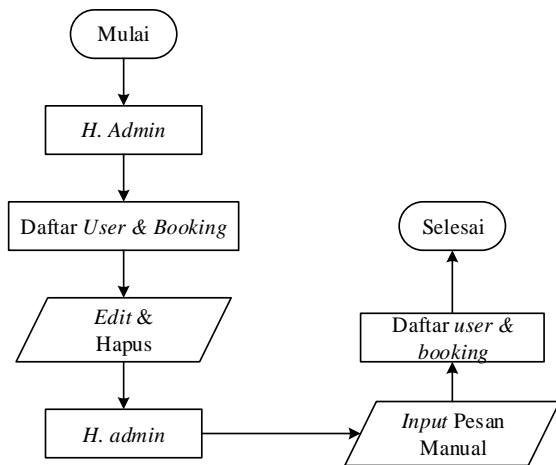 Mulai
H. Admin
Daftar User & Booking
Edit &
Hapus
H. admin
Input Pesan
Manual
Daftar user &
booking
Selesai